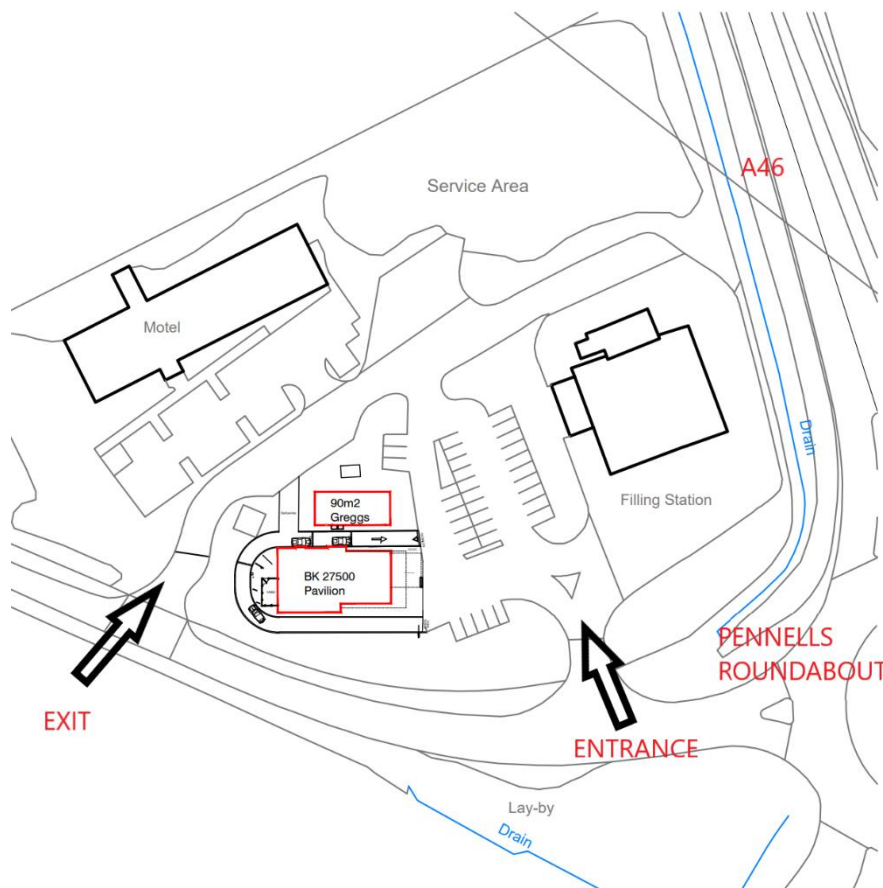 A46
Service Area
Motel
Drain
Filling Station
90m2
Greggs
BK 27500
Pavilion
PENNELLS
ROUNDABOUT
EXIT
ENTRANCE
Lay-by
Drain